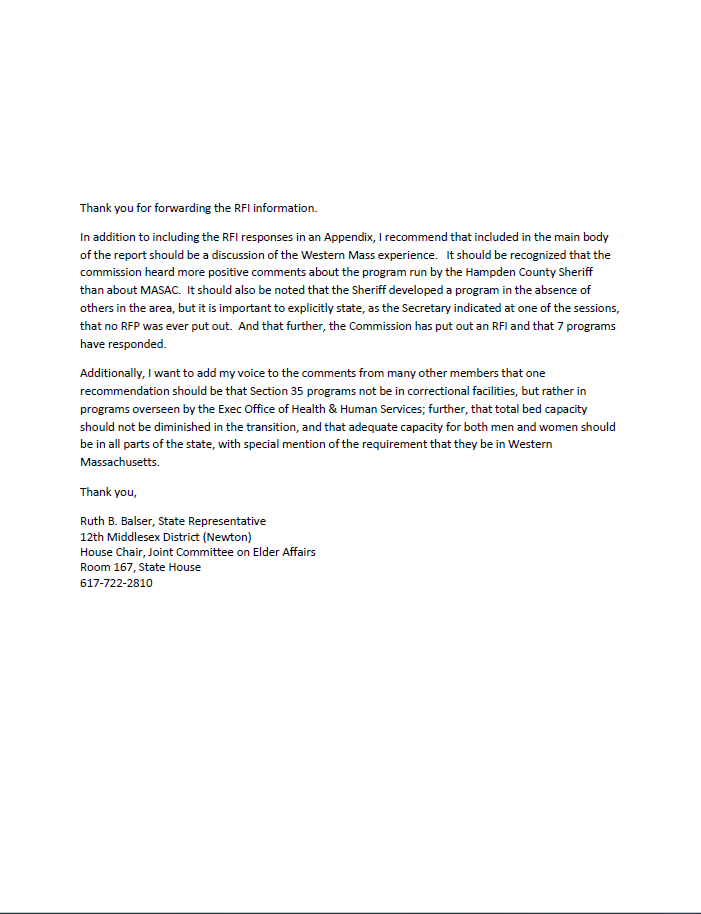 Thank you for forwarding the RFI information.
In addition to including the RFI responses in an Appendix, I recommend that included in the main body
of the report should be a discussion of the Western Mass experience.   It should be recognized that the
commission heard more positive comments about the program run by the Hampden County Sheriff
than about MASAC.  It should also be noted that the Sheriff developed a program in the absence of
others in the area, but it is important to explicitly state, as the Secretary indicated at one of the sessions,
that no RFP was ever put out.  And that further, the Commission has put out an RFI and that 7 programs
have responded.
Additionally, I want to add my voice to the comments from many other members that one
recommendation should be that Section 35 programs not be in correctional facilities, but rather in
programs overseen by the Exec Office of Health & Human Services; further, that total bed capacity
should not be diminished in the transition, and that adequate capacity for both men and women should
be in all parts of the state, with special mention of the requirement that they be in Western
Massachusetts.
Thank you,
Ruth B. Balser, State Representative
12th Middlesex District (Newton)
House Chair, Joint Committee on Elder Affairs
Room 167, State House
617-722-2810